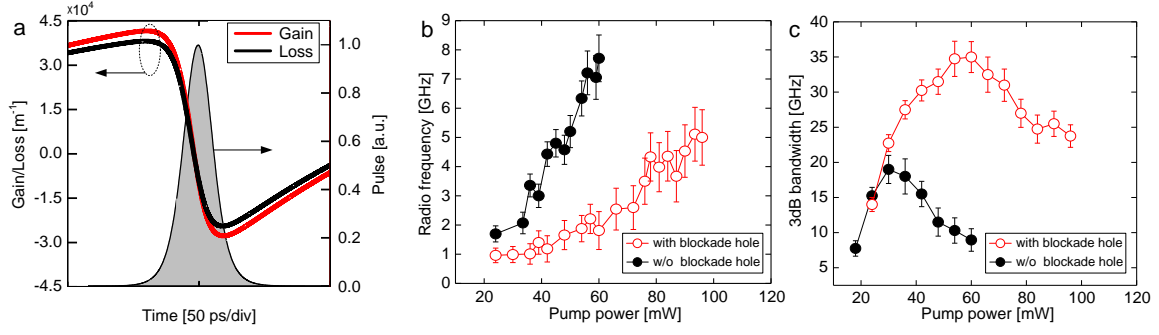 a
×10⁴
Gain/Loss [m⁻¹]
4.5
3.0
1.5
0.0
-1.5
-3.0
-4.5
Gain
Loss
1.0
0.8
0.6
0.4
0.2
0.0
Pulse [a.u.]
Time [50 ps/div]
b
Radio frequency [GHz]
9
8
7
6
5
4
3
2
1
0
with blockade hole
w/o blockade hole
20 40 60 80 100 120
Pump power [mW]
c
3dB bandwidth [GHz]
40
35
30
25
20
15
10
5
with blockade hole
w/o blockade hole
20 40 60 80 100 120
Pump power [mW]